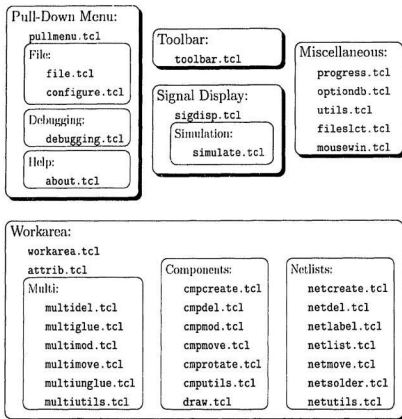 Pull-Down Menu:
pullmenu.tcl
File:
file.tcl
configure.tcl
Debugging:
debugging.tcl
Help:
about.tcl
Toolbar:
toolbar.tcl
Signal Display:
sigdisp.tcl
Simulation:
simulate.tcl
Miscellaneous:
progress.tcl
optiondb.tcl
utils.tcl
fileslct.tcl
mousewin.tcl
Workarea:
workarea.tcl
attrib.tcl
Multi:
multidel.tcl
multiglue.tcl
multimod.tcl
multimove.tcl
multiunglue.tcl
multiutils.tcl
Components:
cmpcreate.tcl
cmpdel.tcl
cmpmod.tcl
cmpmove.tcl
cmprotate.tcl
cmputils.tcl
draw.tcl
Netlists:
netcreate.tcl
netdel.tcl
netlabel.tcl
netlist.tcl
netmove.tcl
netsolder.tcl
netutils.tcl